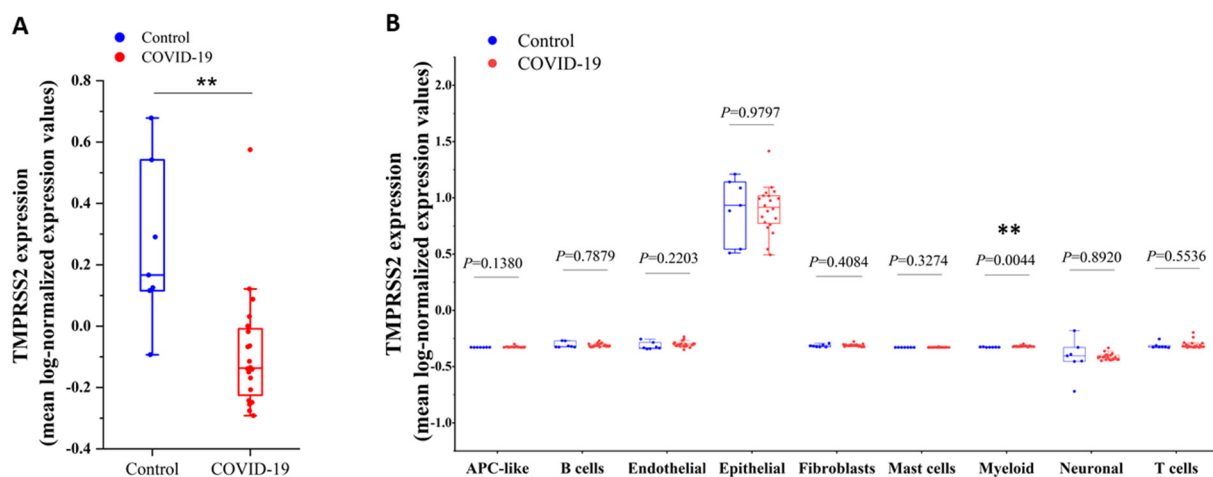 A
Control
COVID-19
**
TMPRSS2 expression
(mean log-normalized expression values)
0.8
0.6
0.4
0.2
0.0
-0.2
-0.4
Control COVID-19
B
Control
COVID-19
TMPRSS2 expression
(mean log-normalized expression values)
2.0
1.5
1.0
0.5
-0.0
-0.5
-1.0
P=0.1380
P=0.7879
P=0.2203
P=0.9797
P=0.4084
P=0.3274
**
P=0.0044
P=0.8920
P=0.5536
APC-like B cells Endothelial Epithelial Fibroblasts Mast cells Myeloid Neuronal T cells